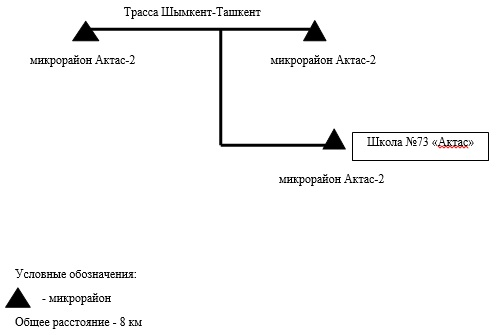 Трасса Шымкент-Ташкент
микрорайон Актас-2
микрорайон Актас-2
Школа №73 «Актас»
микрорайон Актас-2
Условные обозначения:
- микрорайон
Общее расстояние - 8 км